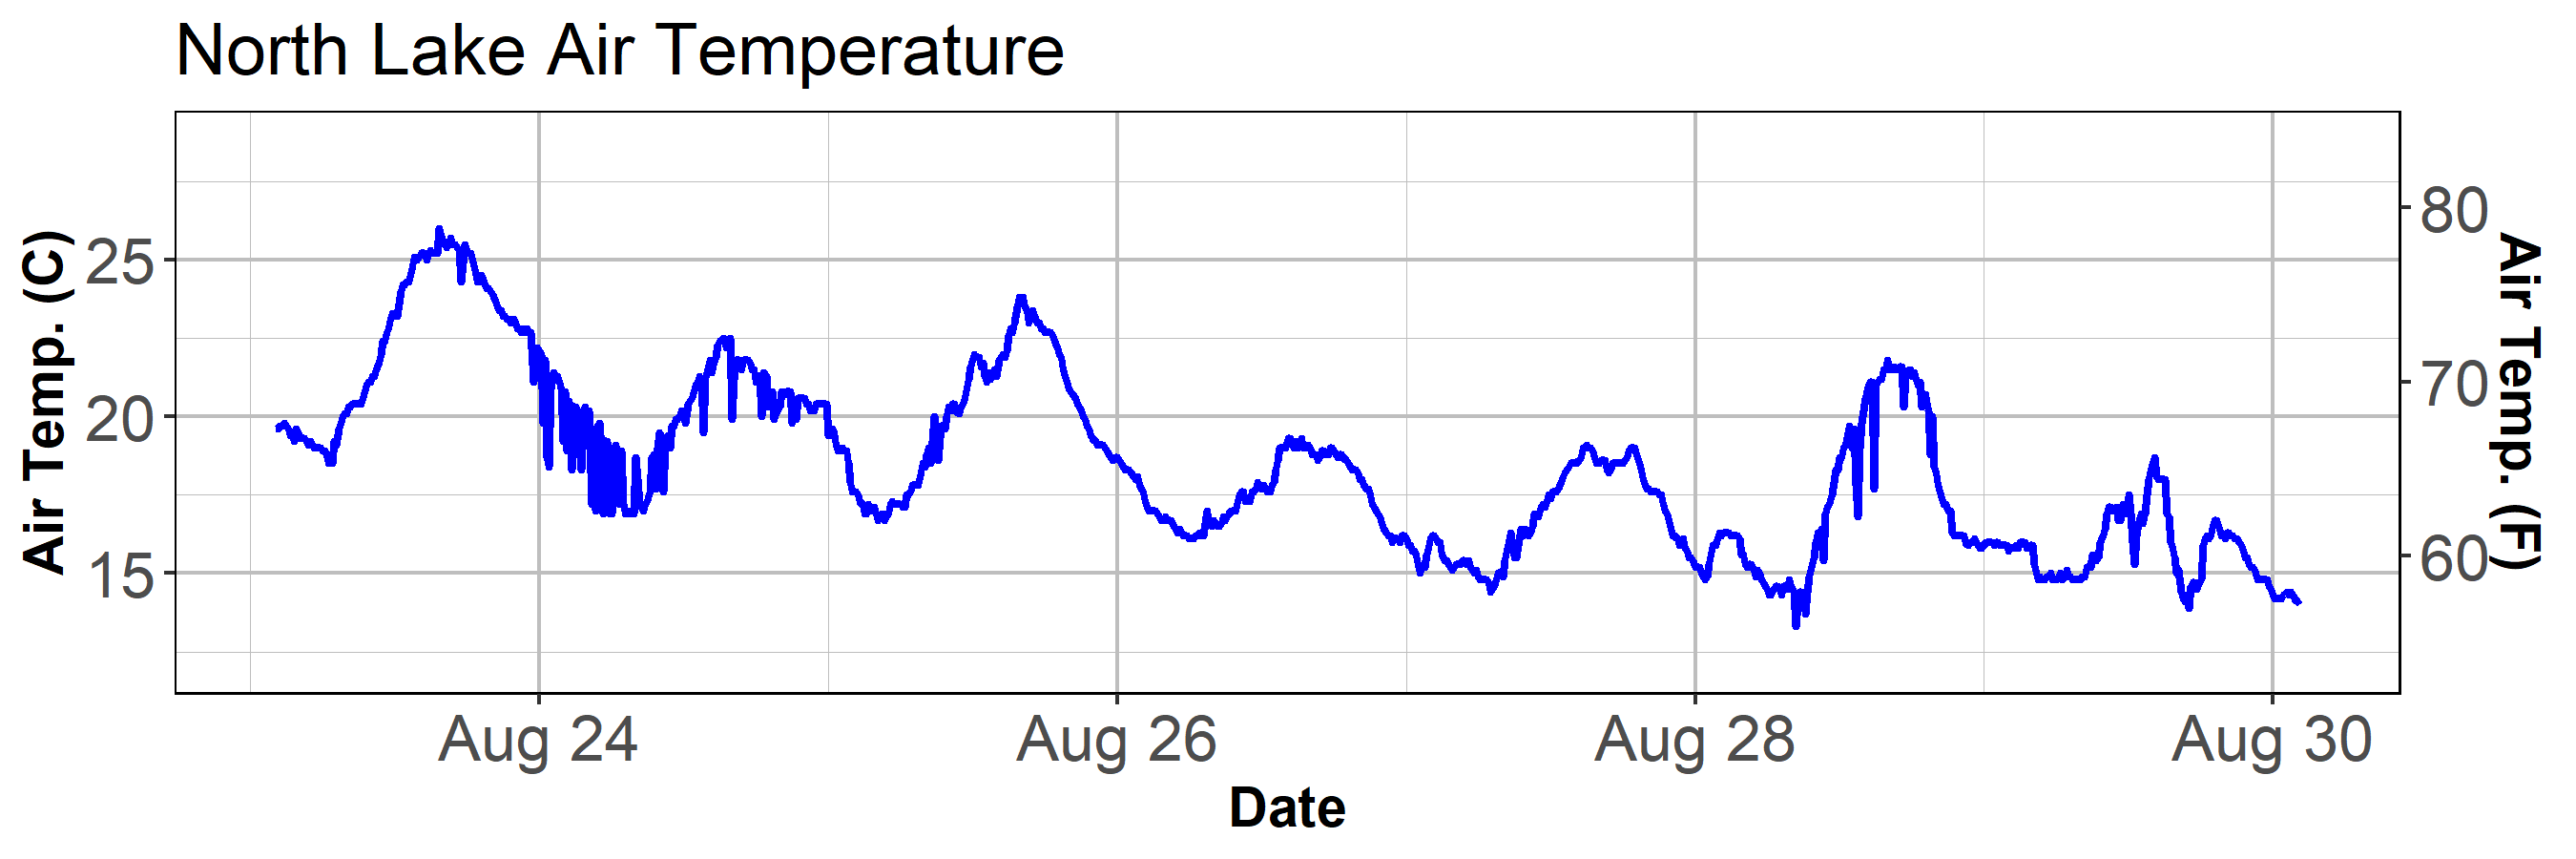 North Lake Air Temperature
Air Temp. (C)
25
20
15
80
70
60
Air Temp. (F)
Aug 24
Aug 26
Aug 28
Aug 30
Date